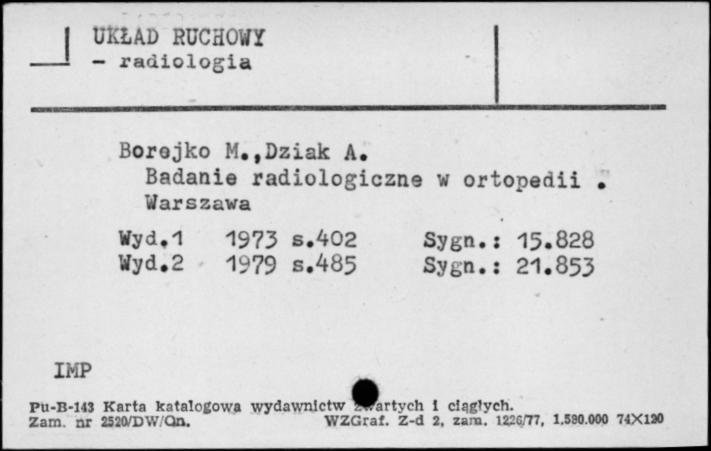 UKŁAD RUCHOWY
- radiologia
Borejko M.,Dziak A.
Badanie radiologiczne w ortopedii .
Warszawa
Wyd.1 1973 s.402 Sygn.: 15.828
Wyd.2 1979 s.485 Sygn.: 21.853
IMP
Pu-B-143 Karta katalogowa wydawnictw zwartych i ciągłych.
Zam. nr 2520/DW/Qn. WZGraf. Z-d 2, zam. 1226/77, 1.580.000 74X120